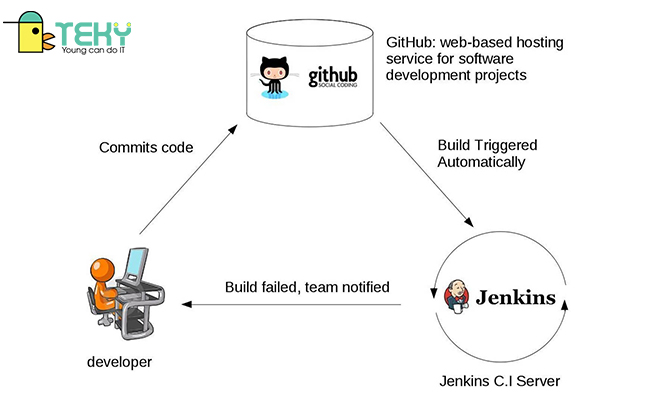 TEKY
Young can do IT
github
SOCIAL CODING
GitHub: web-based hosting
service for software
development projects
Commits code
Build Triggered
Automatically
Build failed, team notified
Jenkins
developer
Jenkins C.I Server